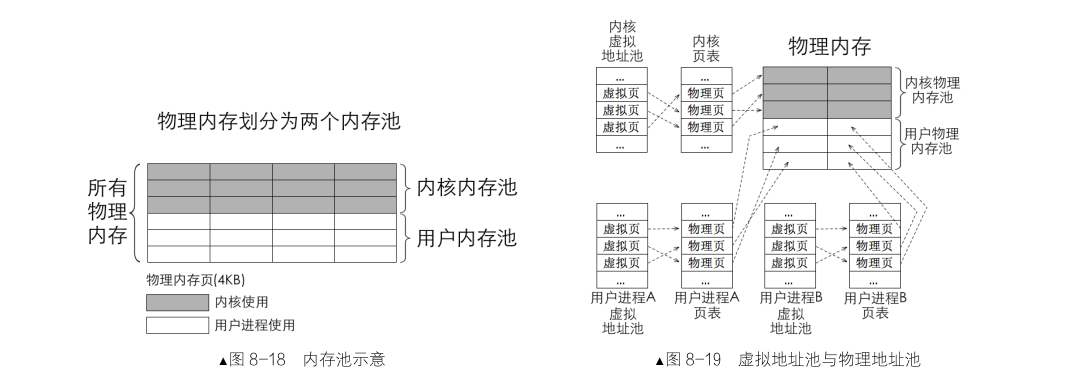 物理内存划分为两个内存池
所有
物理
内存
内核内存池
用户内存池
物理内存页(4KB)
内核使用
用户进程使用
▲图 8-18 内存池示意
内核
虚拟
地址池
内核
页表
物理内存
...
虚拟页
虚拟页
虚拟页
...
...
物理页
物理页
物理页
...
内核物理
内存池
用户物理
内存池
...
虚拟页
虚拟页
虚拟页
...
用户进程A
虚拟
地址池
...
物理页
物理页
物理页
...
用户进程A
页表
...
虚拟页
虚拟页
虚拟页
...
用户进程B
虚拟
地址池
...
物理页
物理页
物理页
...
用户进程B
页表
▲图 8-19 虚拟地址池与物理地址池